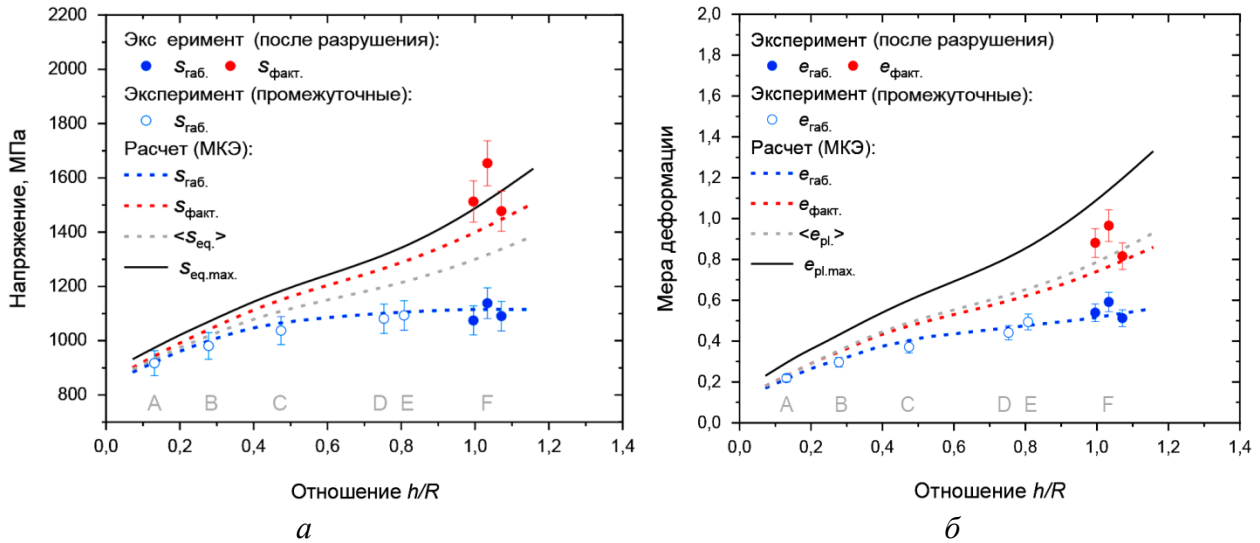 2200
2000
1800
1600
1400
1200
1000
800
Напряжение, МПа
Экс еримент (после разрушения):
sгаб. sфакт.
Эксперимент (промежуточные):
sгаб.
Расчет (МКЭ):
sгаб.
sфакт.
<seq.>
seq.max.
A B C D E F
0,0 0,2 0,4 0,6 0,8 1,0 1,2 1,4
Отношение h/R
а
2,0
1,8
1,6
1,4
1,2
1,0
0,8
0,6
0,4
0,2
0,0
Мера деформации
Эксперимент (после разрушения)
eгаб. eфакт.
Эксперимент (промежуточные):
eгаб.
Расчет (МКЭ):
eгаб.
eфакт.
<epl.>
epl.max.
A B C D E F
0,0 0,2 0,4 0,6 0,8 1,0 1,2 1,4
Отношение h/R
б